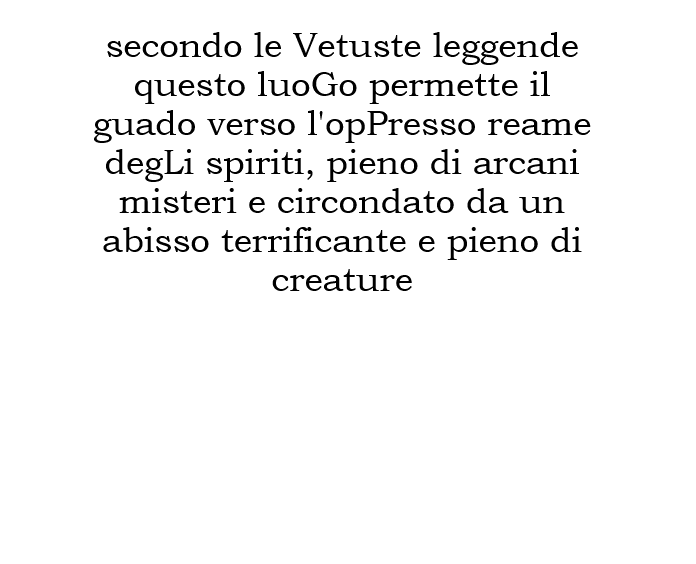 secondo le Vetuste leggende
questo luoGo permette il
guado verso l'opPresso reame
degLi spiriti, pieno di arcani
misteri e circondato da un
abisso terrificante e pieno di
creature